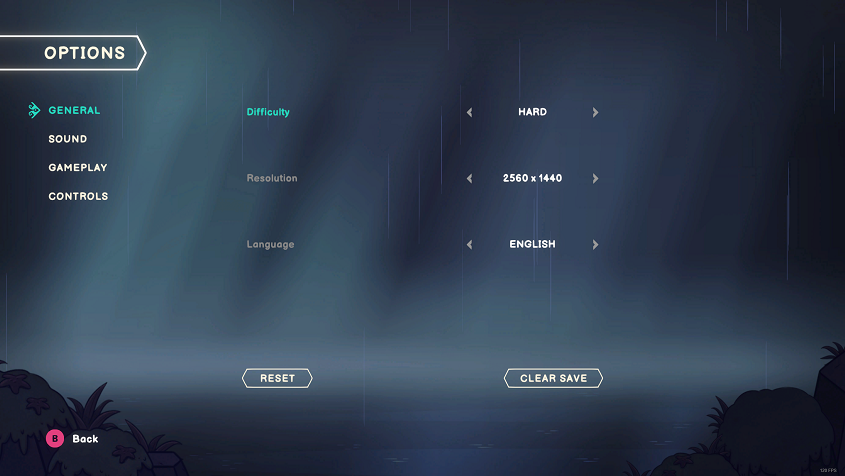 OPTIONS
GENERAL
SOUND
GAMEPLAY
CONTROLS
Difficulty
HARD
Resolution
2560 x 1440
Language
ENGLISH
RESET
CLEAR SAVE
B Back